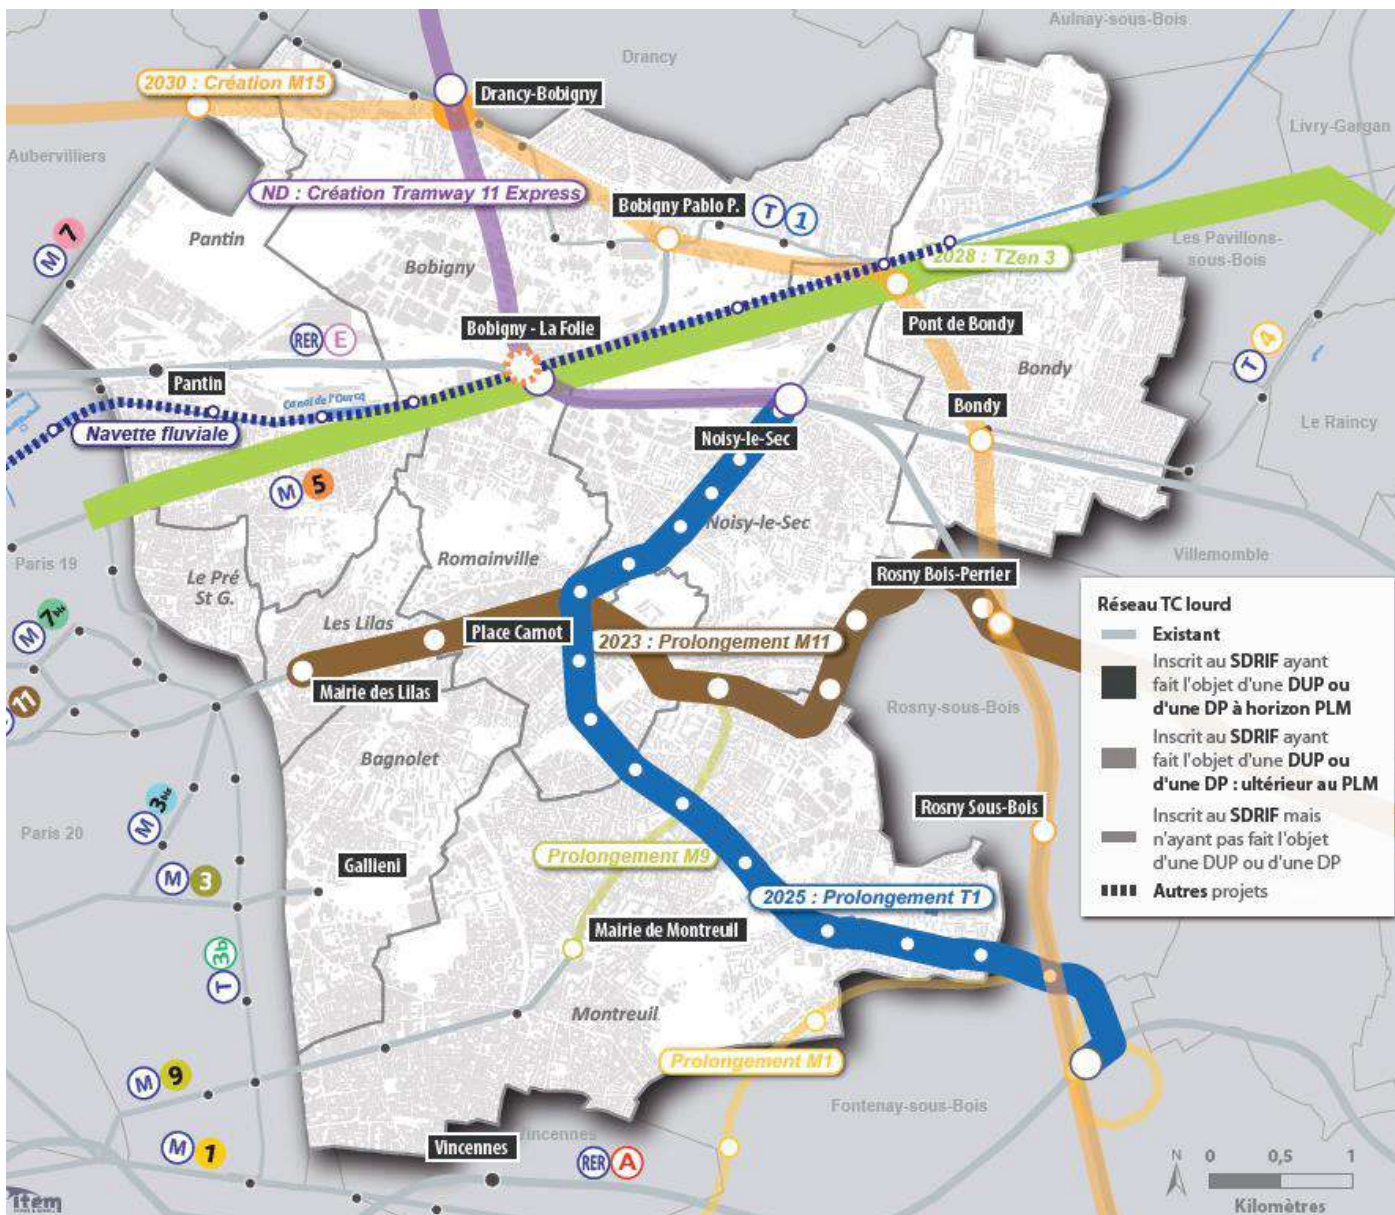 Aulnay-sous-Bois
Drancy
2030 : Création M15
Drancy-Bobigny
Livry-Gargan
Aubervilliers
ND : Création Tramway 11 Express
Bobigny Pablo P.
T 1
M 7
Pantin
Bobigny
Les Pavillons-
sous-Bois
2028 : TZen 3
Bobigny - La Folie
Pont de Bondy
RER E
T 4
Pantin
Bondy
Canal de l'Ourcq
Bondy
Navette fluviale
Noisy-le-Sec
Le Raincy
M 5
Noisy-le-Sec
Romainville
Villemomble
Paris 19
Le Pré
St G.
Rosny Bois-Perrier
M 7bis
Les Lilas
Place Carnot
2023 : Prolongement M11
Mairie des Lilas
11
Rosny-sous-Bois
Bagnolet
Réseau TC lourd
Existant
Inscrit au SDRIF ayant
fait l'objet d'une DUP ou
d'une DP à horizon PLM
Inscrit au SDRIF ayant
fait l'objet d'une DUP ou
d'une DP : ultérieur au PLM
Inscrit au SDRIF mais
n'ayant pas fait l'objet
d'une DUP ou d'une DP
Autres projets
M 3bis
Paris 20
Rosny Sous-Bois
Gallieni
Prolongement M9
M 3
2025 : Prolongement T1
Mairie de Montreuil
T 3b
Montreuil
Prolongement M1
M 9
Fontenay-sous-Bois
Vincennes
Vincennes
M 1
RER A
N
0 0,5 1
Kilomètres
item